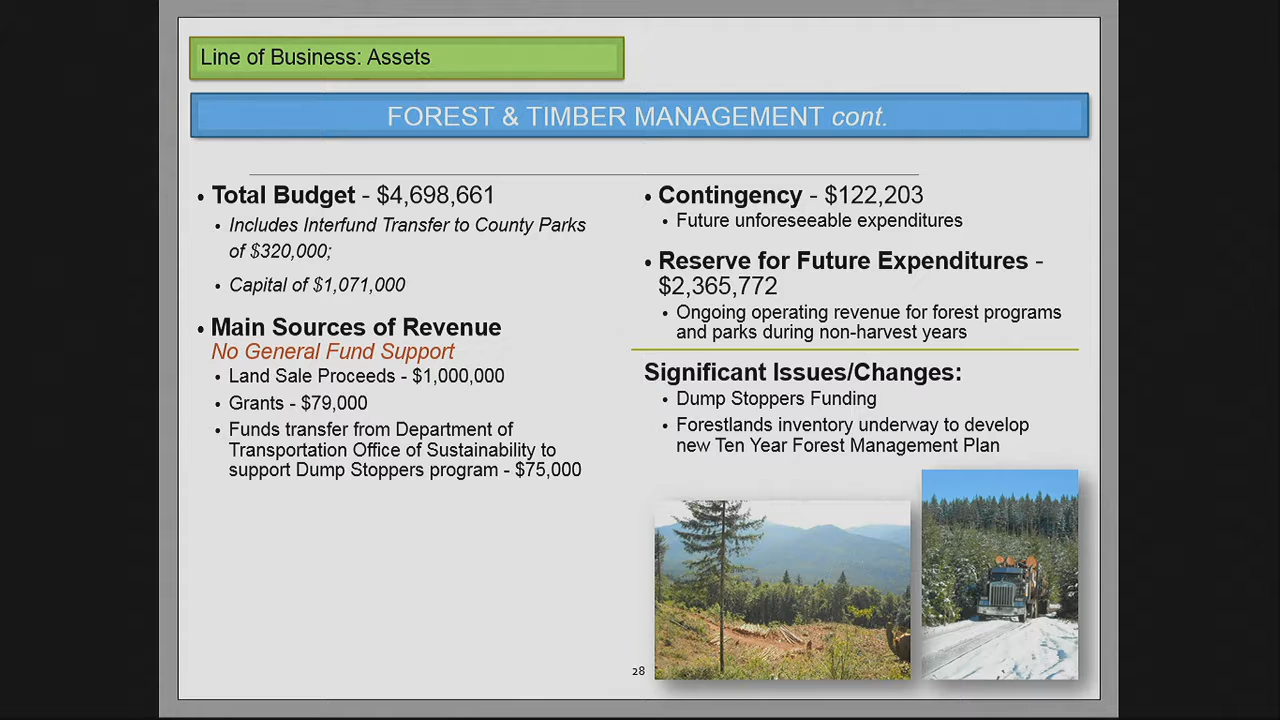 Line of Business: Assets
FOREST & TIMBER MANAGEMENT cont.
• Total Budget - $4,698,661
• Includes Interfund Transfer to County Parks
of $320,000;
• Capital of $1,071,000
• Main Sources of Revenue
No General Fund Support
• Land Sale Proceeds - $1,000,000
• Grants - $79,000
• Funds transfer from Department of
Transportation Office of Sustainability to
support Dump Stoppers program - $75,000
• Contingency - $122,203
• Future unforeseeable expenditures
• Reserve for Future Expenditures -
$2,365,772
• Ongoing operating revenue for forest programs
and parks during non-harvest years
Significant Issues/Changes:
• Dump Stoppers Funding
• Forestlands inventory underway to develop
new Ten Year Forest Management Plan
28